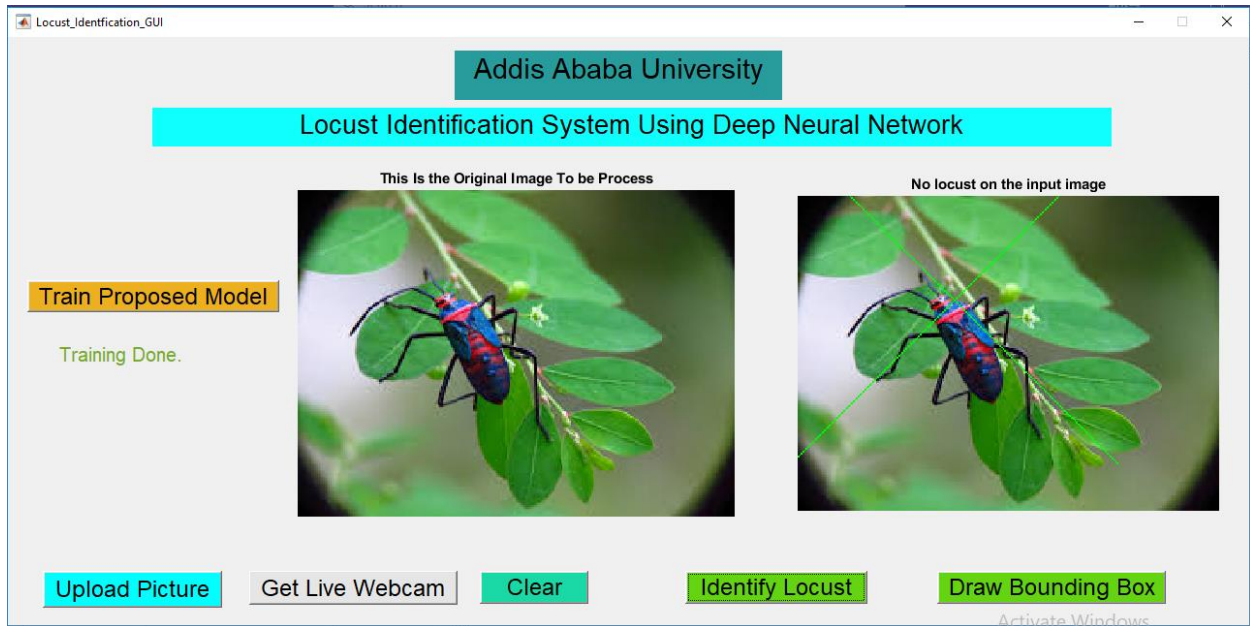 Locust_Identfication_GUI
Addis Ababa University
Locust Identification System Using Deep Neural Network
This Is the Original Image To be Process
No locust on the input image
Train Proposed Model
Training Done.
Upload Picture
Get Live Webcam
Clear
Identify Locust
Draw Bounding Box
Activate Windows